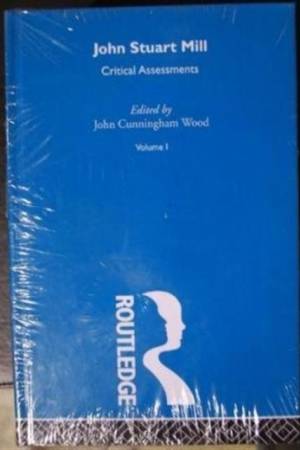 John Stuart Mill
Critical Assessments
Edited by
John Cunningham Wood
Volume I
ROUTLEDGE